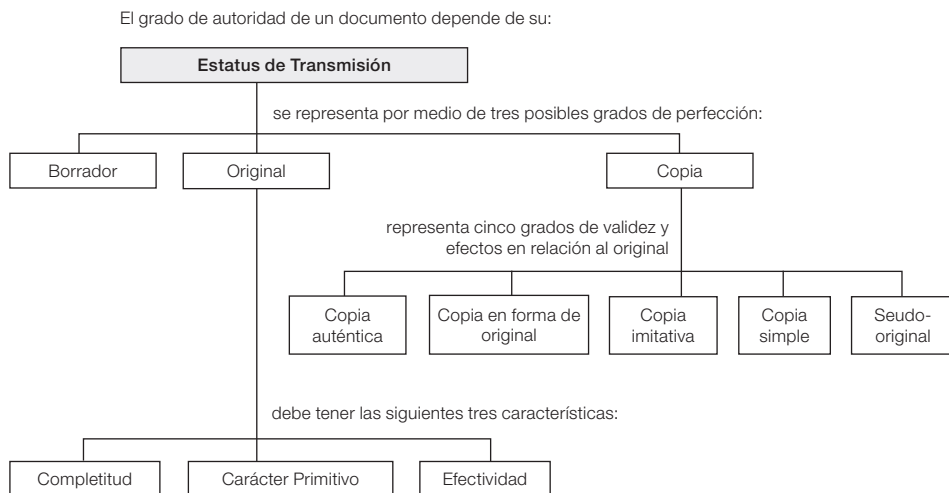 El grado de autoridad de un documento depende de su:
Estatus de Transmisión
se representa por medio de tres posibles grados de perfección:
Borrador
Original
Copia
representa cinco grados de validez y
efectos en relación al original
Copia
auténtica
Copia en forma de
original
Copia
imitativa
Copia
simple
Seudo-
original
debe tener las siguientes tres características:
Completitud
Carácter Primitivo
Efectividad